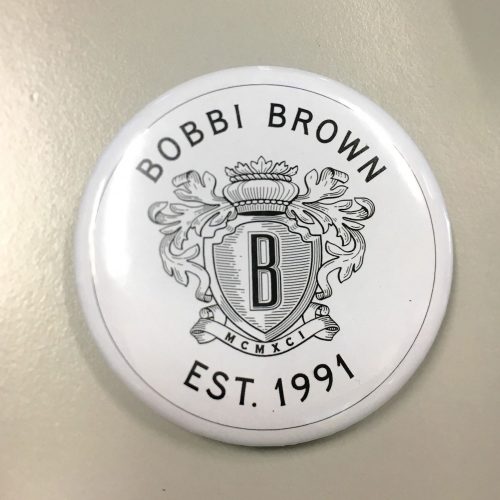 BOBBI BROWN
B
MCMXCI
EST. 1991